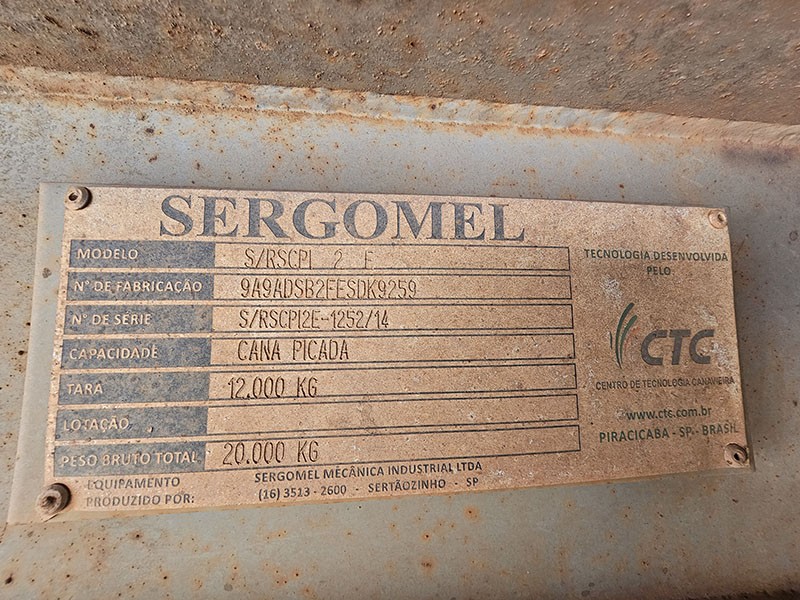 SERGOMEL
MODELO S/RSCPI 2 E
Nº DE FABRICAÇÃO 9A9ADSB2FESDK9259
Nº DE SÉRIE S/RSCPI2E-1252/14
CAPACIDADE CANA PICADA
TARA 12.000 KG
LOTAÇÃO
PESO BRUTO TOTAL 20.000 KG
EQUIPAMENTO PRODUZIDO POR:
SERGOMEL MECÂNICA INDUSTRIAL LTDA
(16) 3513 - 2600 - SERTÃOZINHO - SP
TECNOLOGIA DESENVOLVIDA
PELO
CTC
CENTRO DE TECNOLOGIA CANAVIEIRA
www.ctc.com.br
PIRACICABA - SP - BRASIL